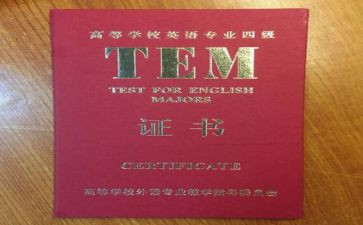 高等学校英语专业四级
TEM
TEST FOR ENGLISH
MAJORS
证书
CERTIFICATE
高等学校外语专业教学指导委员会